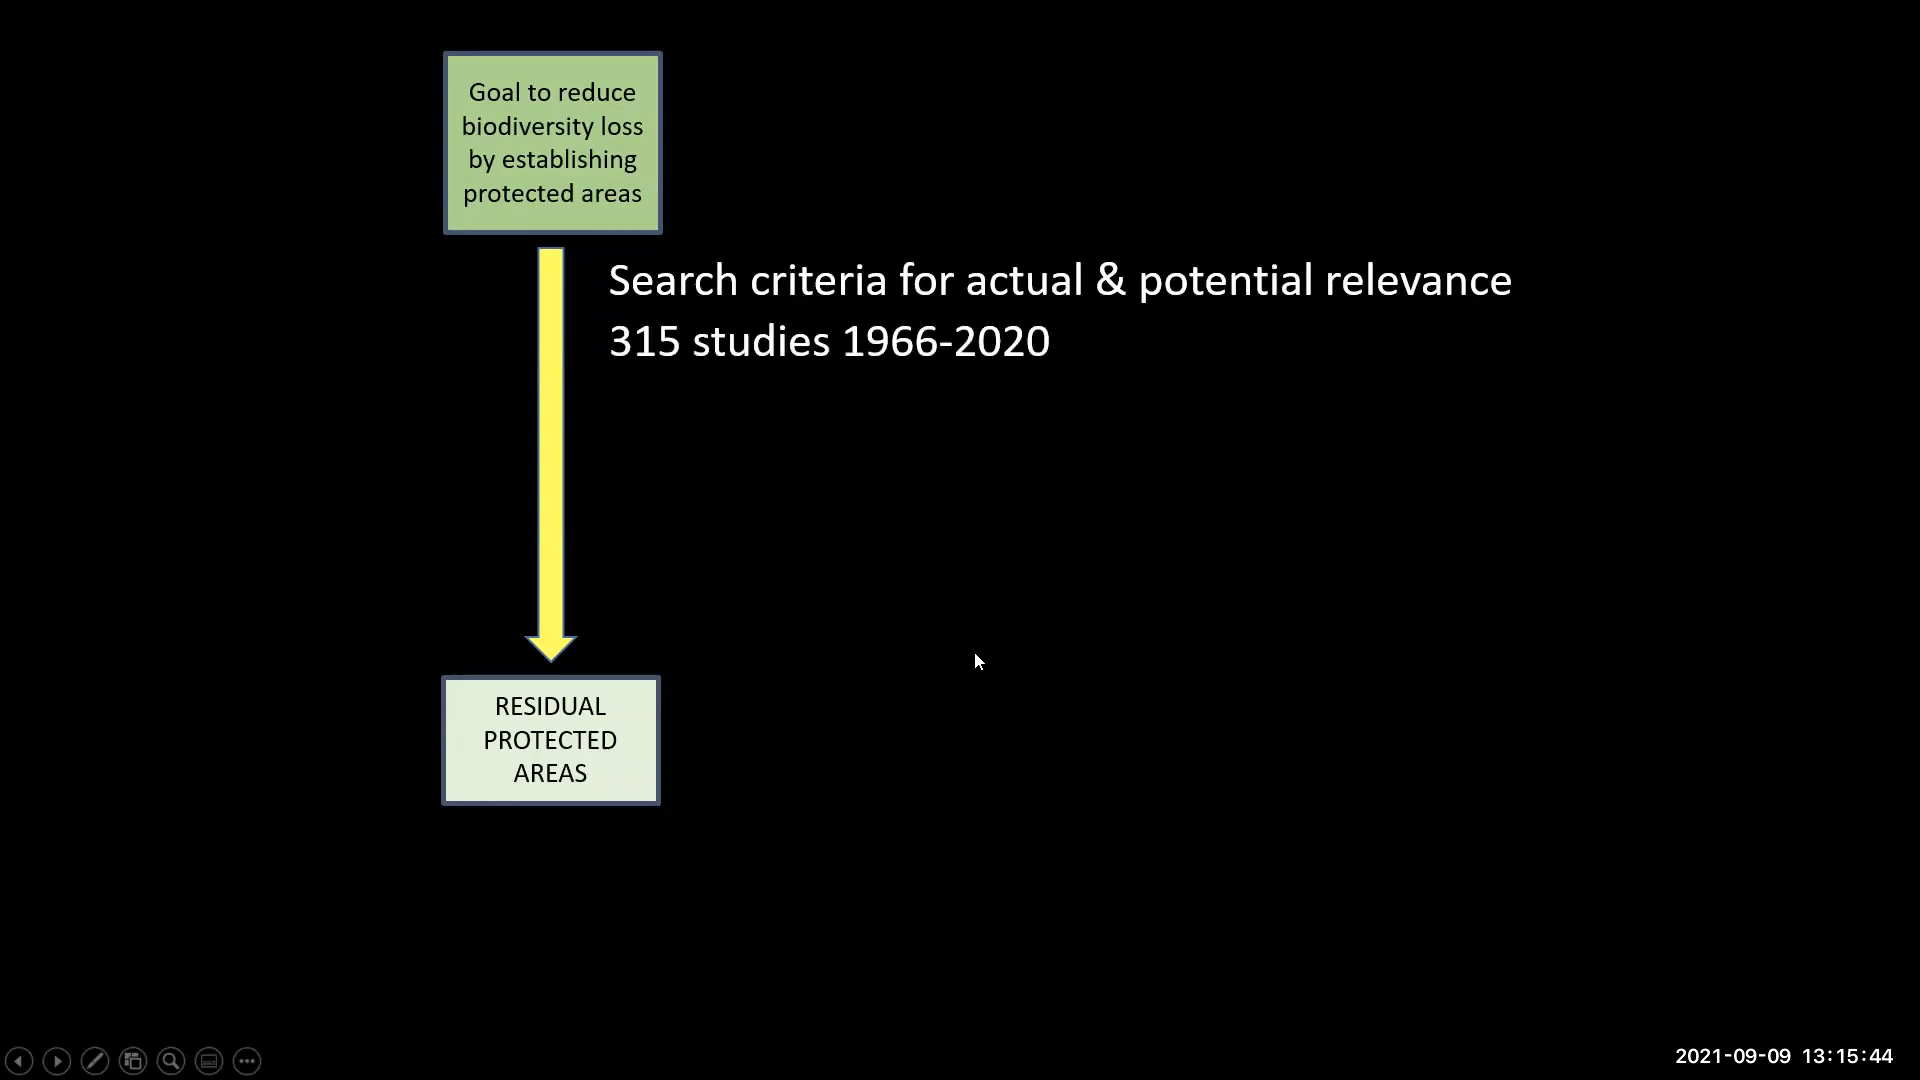 Goal to reduce
biodiversity loss
by establishing
protected areas
Search criteria for actual & potential relevance
315 studies 1966-2020
RESIDUAL
PROTECTED
AREAS
2021-09-09 13:15:44